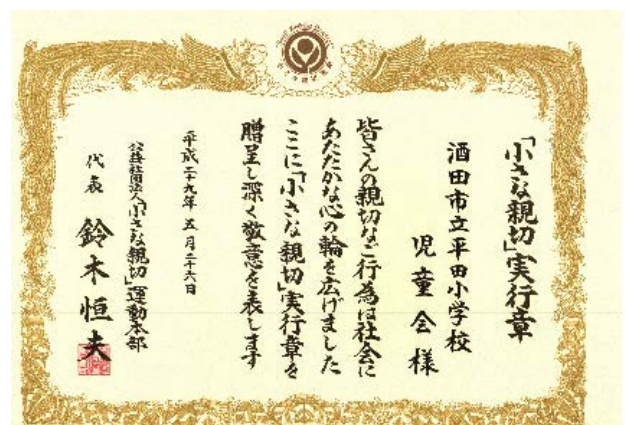 「小さな親切」実行章
酒田市立平田小学校
児童会様
皆さんの親切なご行為は社会に
あたたかな心の輪を広げました
ここに「小さな親切」実行章を
贈呈し深く敬意を表します
平成二十九年五月二十六日
公益社団法人「小さな親切」運動本部
代表 鈴木恒夫